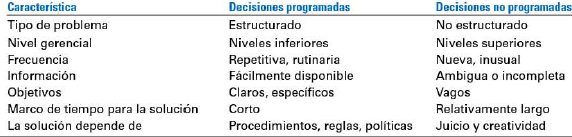 Característica Decisiones programadas Decisiones no programadas
Tipo de problema Estructurado No estructurado
Nivel gerencial Niveles inferiores Niveles superiores
Frecuencia Repetitiva, rutinaria Nueva, inusual
Información Fácilmente disponible Ambigua o incompleta
Objetivos Claros, específicos Vagos
Marco de tiempo para la solución Corto Relativamente largo
La solución depende de Procedimientos, reglas, políticas Juicio y creatividad